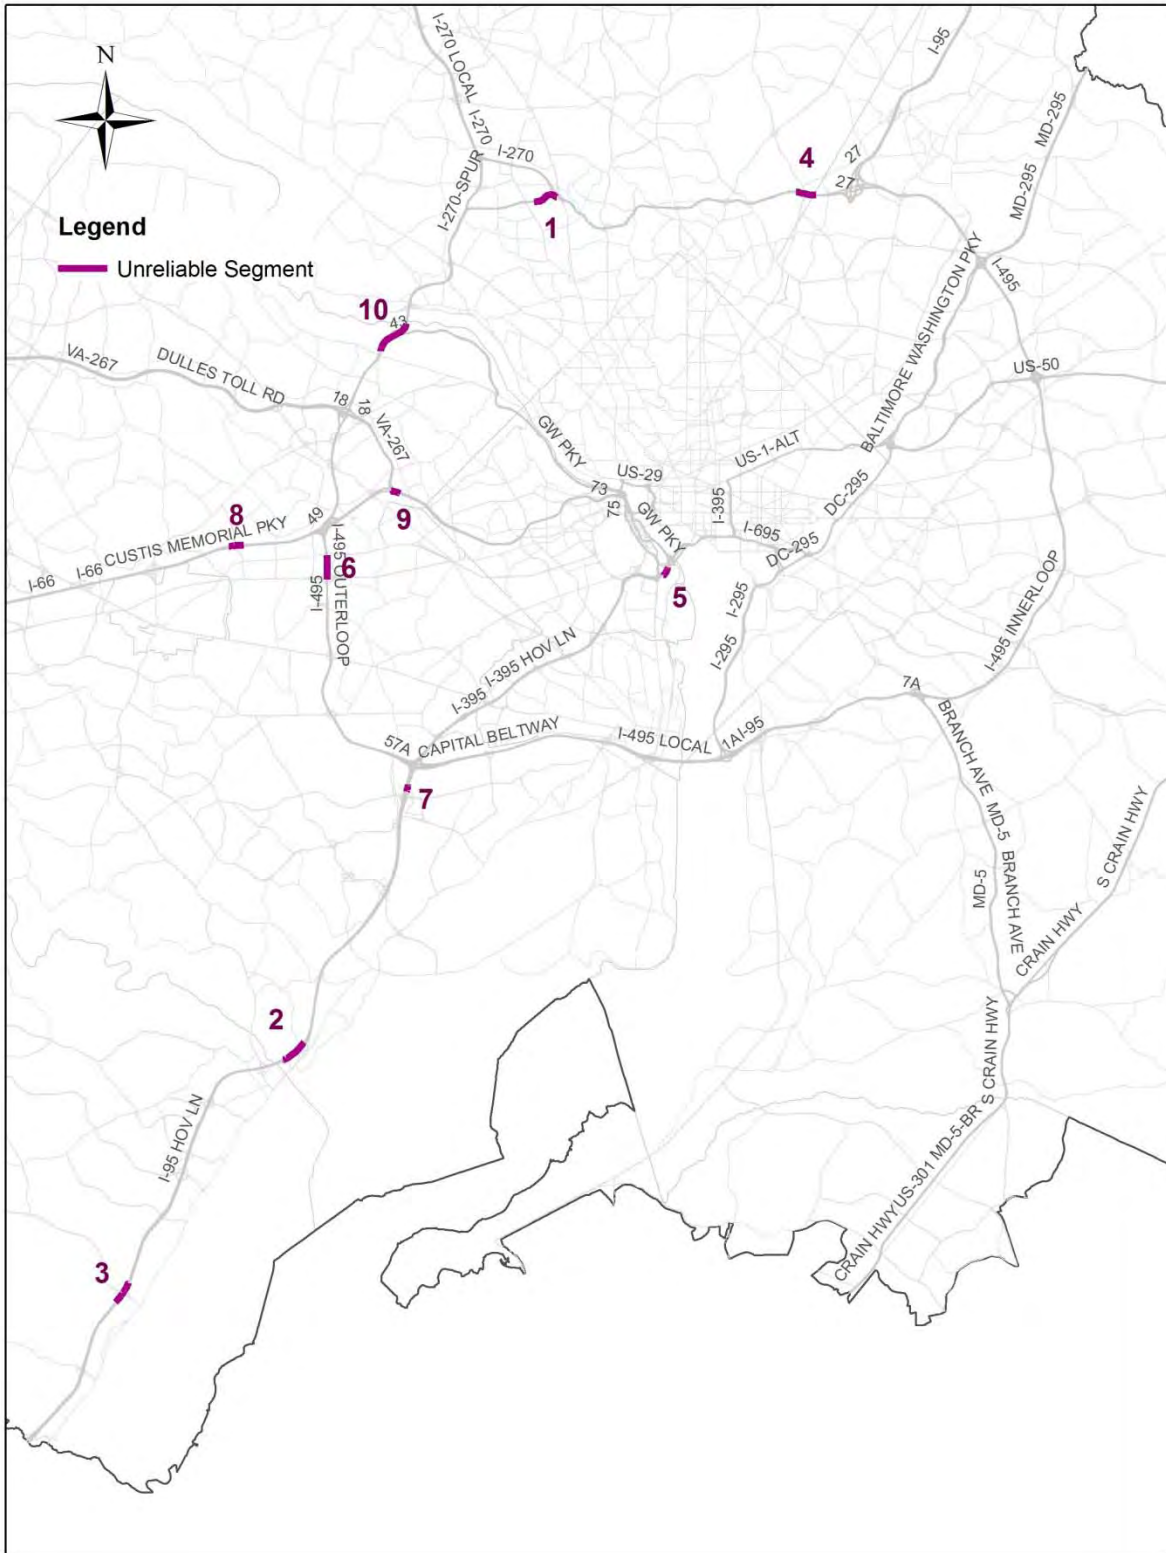 N
I-270 LOCAL
I-270
I-95
MD-295
MD-295
I-270
27
27
4
I-270-SPUR
1
Legend
Unreliable Segment
10
43
I-495
BALTIMORE WASHINGTON PKY
VA-267
DULLES TOLL RD
18
18
VA-267
US-50
GW PKY
US-29
US-1-ALT
73
75
GW PKY
I-395
I-695
DC-295
DC-295
8
CUSTIS MEMORIAL PKY
49
9
I-66
I-66
I-495 OUTERLOOP
6
I-495
5
I-295
I-295
I-495 INNERLOOP
I-395
I-395 HOV LN
57A
CAPITAL BELTWAY
I-495 LOCAL
1A
I-95
7A
7
BRANCH AVE
MD-5
BRANCH AVE
MD-5
S CRAIN HWY
CRAIN HWY
2
S CRAIN HWY
I-95 HOV LN
MD-5-BR
US-301
CRAIN HWY
3